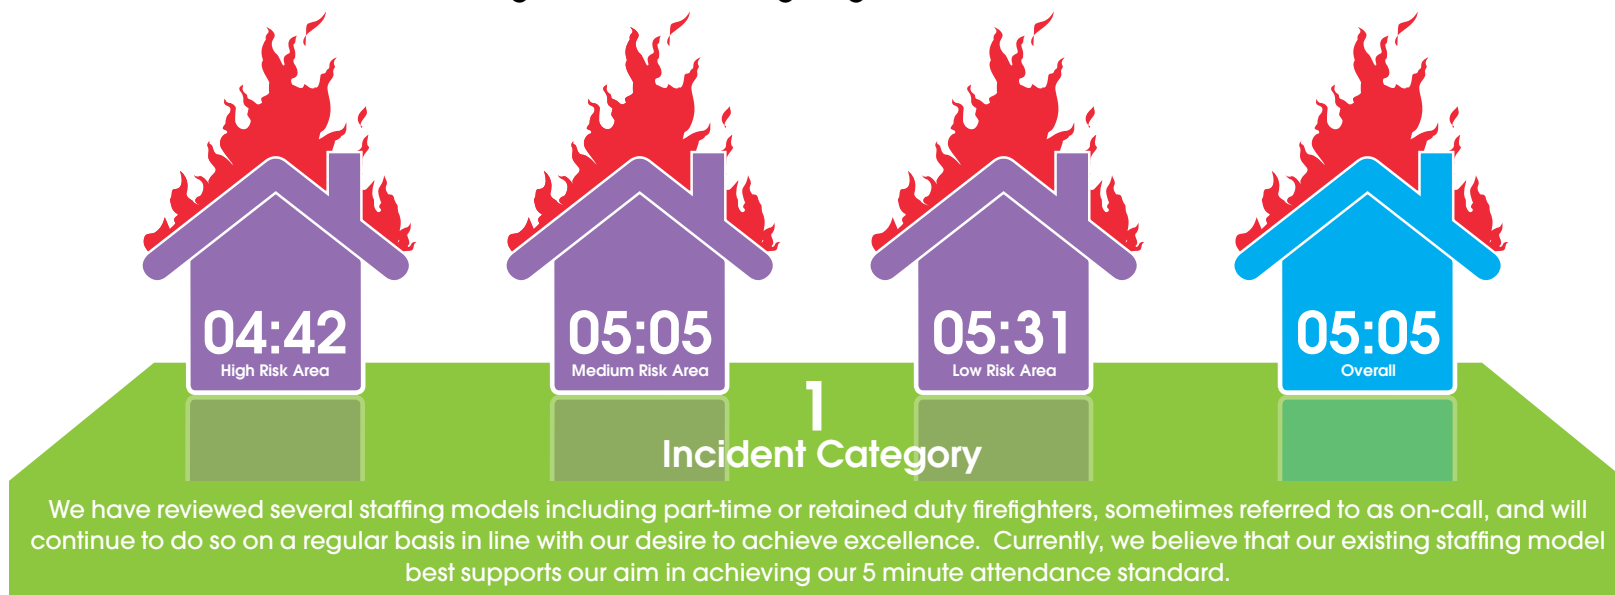 04:42
High Risk Area
05:05
Medium Risk Area
05:31
Low Risk Area
05:05
Overall
1
Incident Category
We have reviewed several staffing models including part-time or retained duty firefighters, sometimes referred to as on-call, and will
continue to do so on a regular basis in line with our desire to achieve excellence.  Currently, we believe that our existing staffing model
best supports our aim in achieving our 5 minute attendance standard.